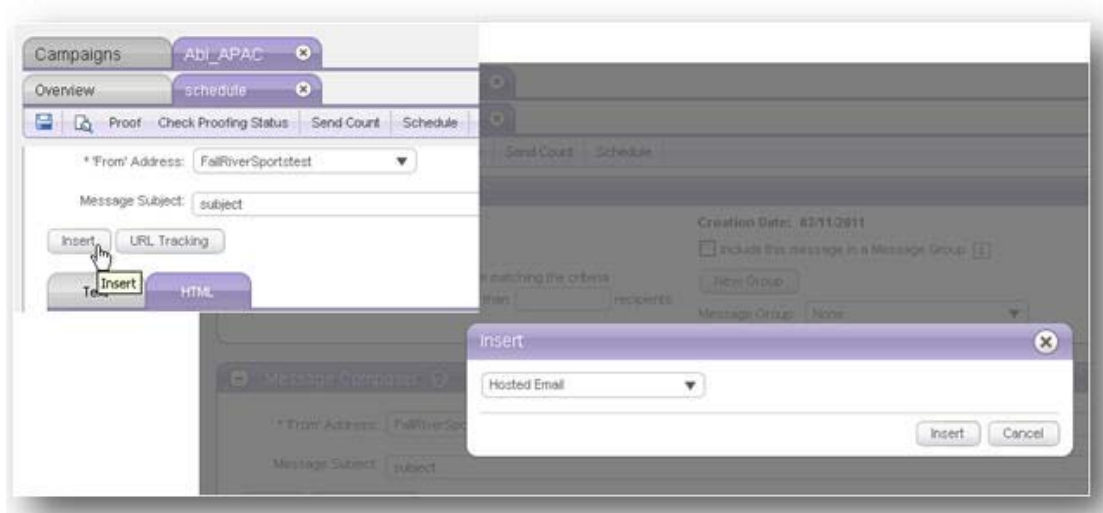 Campaigns Abi_APAC
Overview schedule
Proof Check Proofing Status Send Count Schedule
* 'From' Address: FallRiverSportstest
Message Subject: subject
Insert URL Tracking
Insert
Text HTML
Send Count Schedule
Creation Date: 03/11/2011
Include this message in a Message Group [i]
matching the criteria
than recipients
New Group
Message Group: None
Insert
Hosted Email
Insert Cancel
Message Composer
* 'From' Address: FallRiverSpo
Message Subject: subject